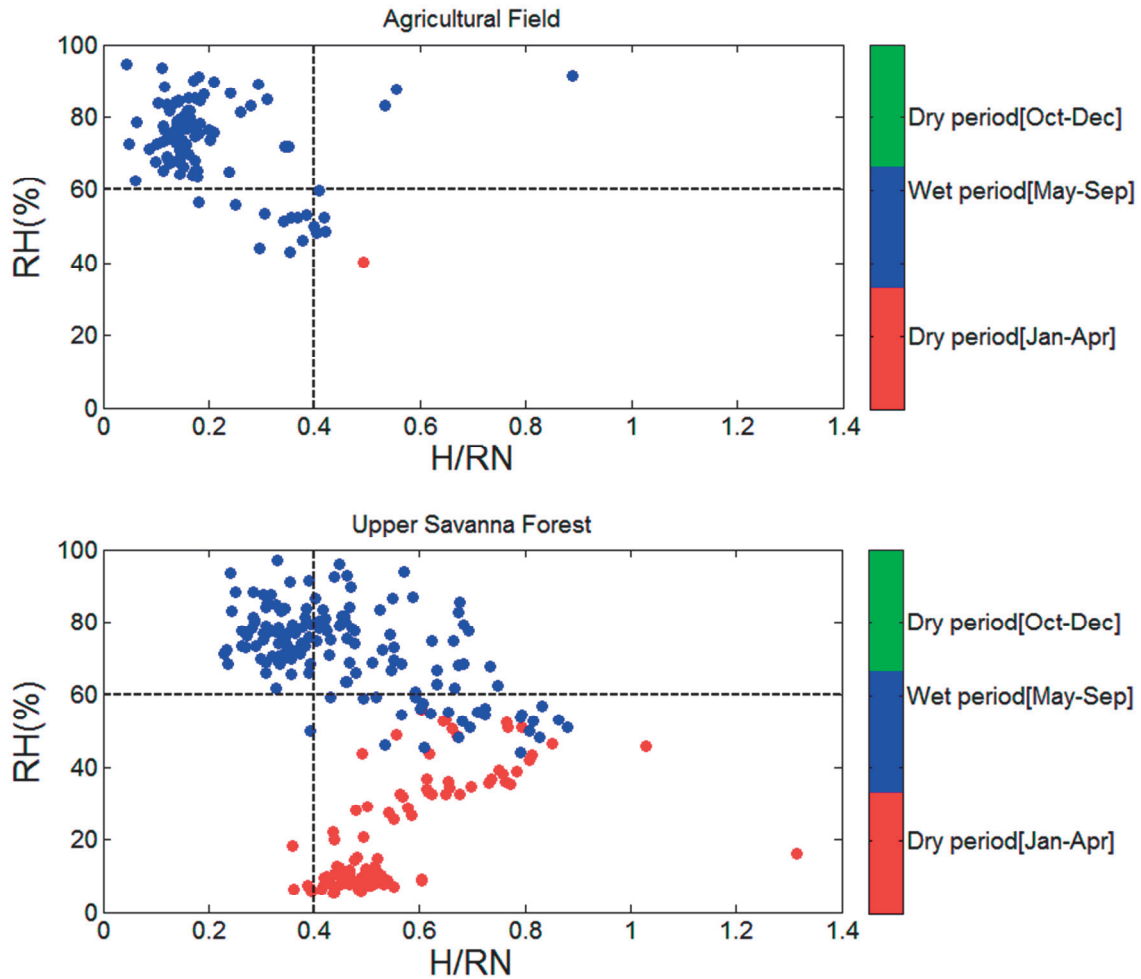 Agricultural Field
RH(%)
100
80
60
40
20
0
0 0.2 0.4 0.6 0.8 1 1.2 1.4
H/RN
Dry period[Oct-Dec]
Wet period[May-Sep]
Dry period[Jan-Apr]
Upper Savanna Forest
RH(%)
100
80
60
40
20
0
0 0.2 0.4 0.6 0.8 1 1.2 1.4
H/RN
Dry period[Oct-Dec]
Wet period[May-Sep]
Dry period[Jan-Apr]